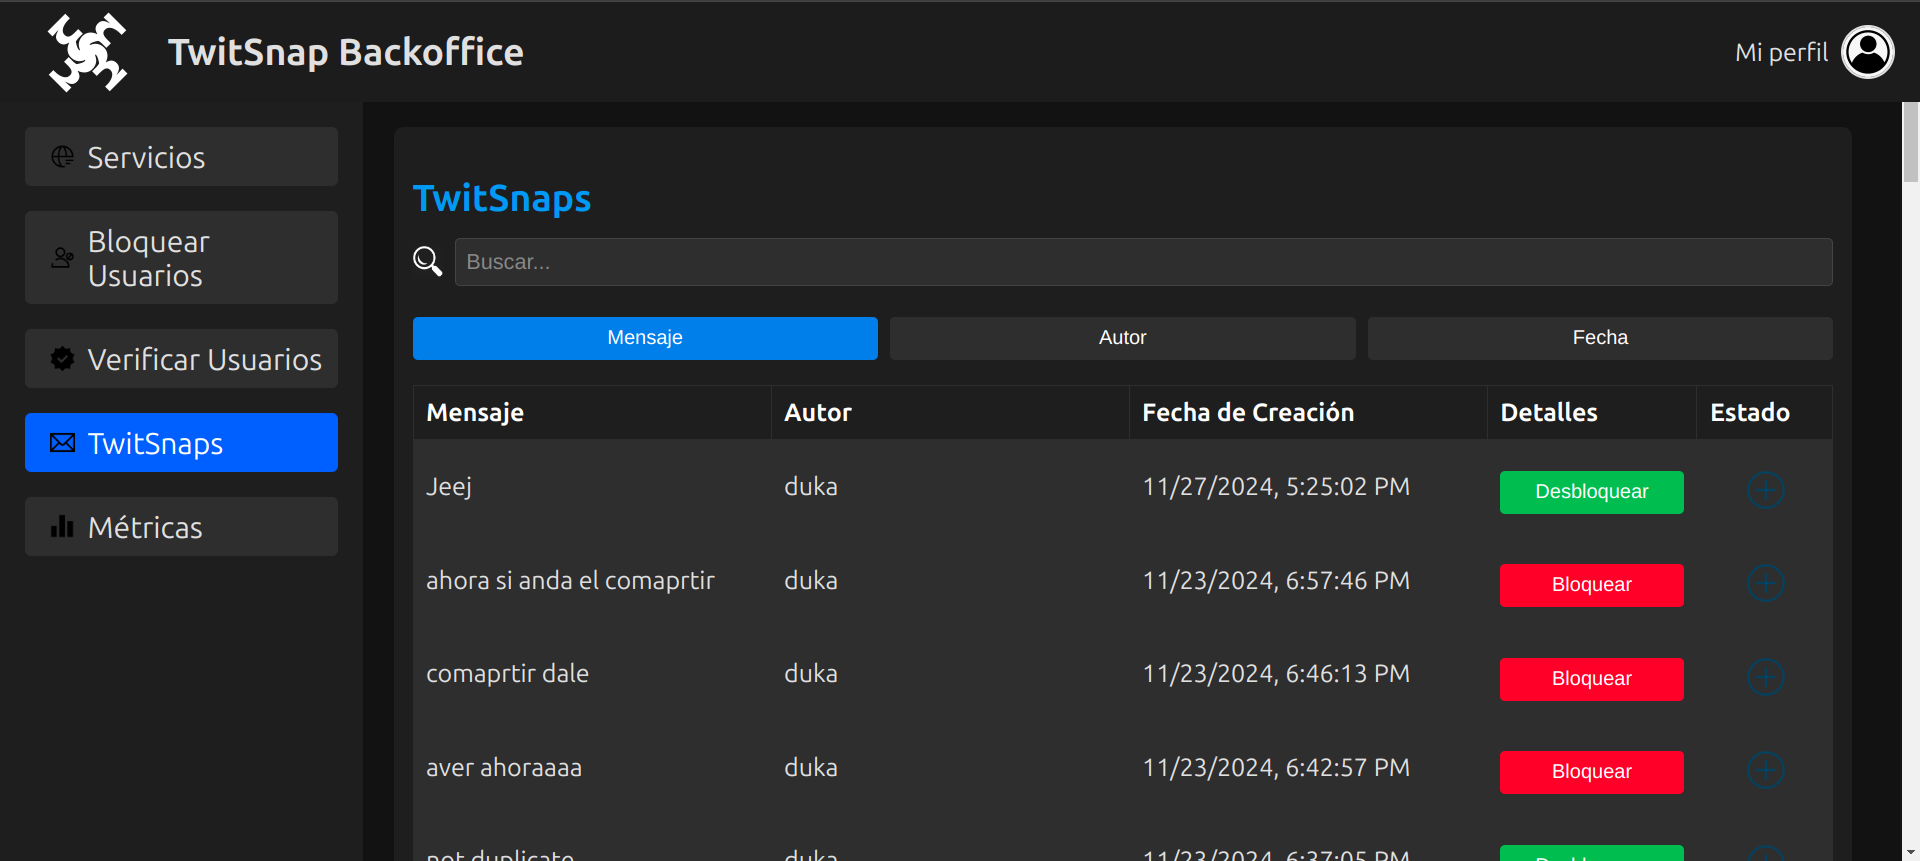 TwitSnap Backoffice
Mi perfil
Servicios
Bloquear
Usuarios
Verificar Usuarios
TwitSnaps
Métricas
TwitSnaps
Buscar...
Mensaje Autor Fecha
Mensaje Autor Fecha de Creación Detalles Estado
Jeej duka 11/27/2024, 5:25:02 PM Desbloquear
ahora si anda el comaprtir duka 11/23/2024, 6:57:46 PM Bloquear
comaprtir dale duka 11/23/2024, 6:46:13 PM Bloquear
aver ahoraaaa duka 11/23/2024, 6:42:57 PM Bloquear
not duplicate duka 11/23/2024, 6:37:05 PM Desbloquear